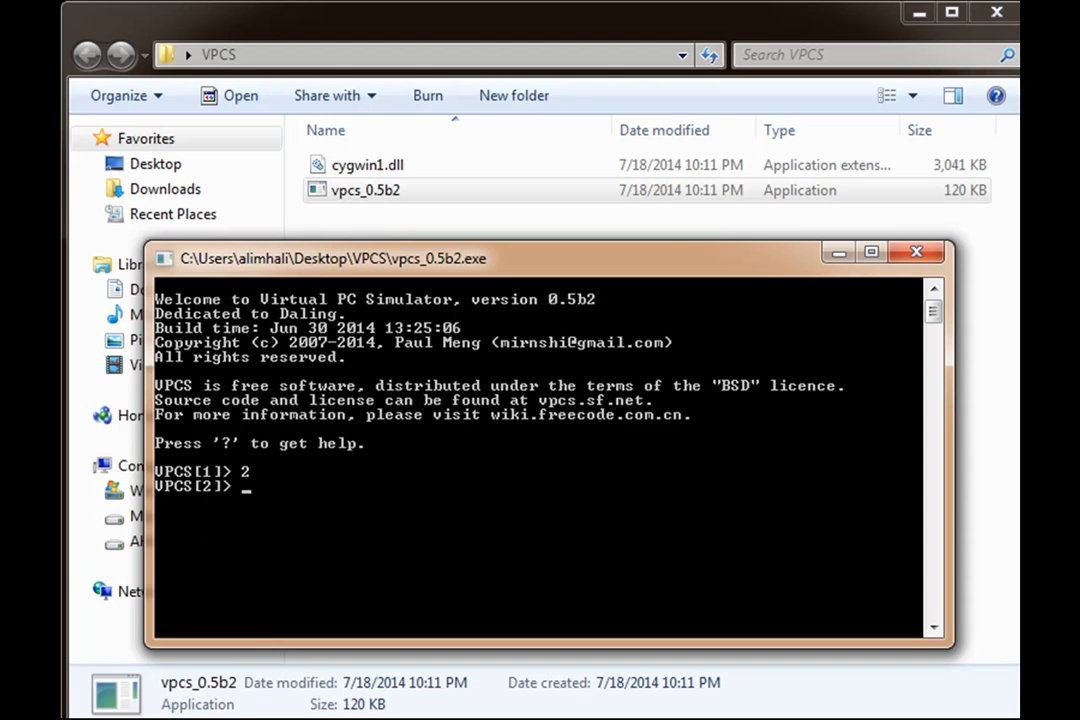 VPCS
Search VPCS
Organize
Open
Share with
Burn
New folder
Name
Date modified
Type
Size
Favorites
Desktop
Downloads
Recent Places
cygwin1.dll
7/18/2014 10:11 PM
Application extens...
3,041 KB
vpcs_0.5b2
7/18/2014 10:11 PM
Application
120 KB
C:\Users\alimhali\Desktop\VPCS\vpcs_0.5b2.exe
Welcome to Virtual PC Simulator, version 0.5b2
Dedicated to Daling.
Build time: Jun 30 2014 13:25:06
Copyright (c) 2007-2014, Paul Meng (mirnshi@gmail.com)
All rights reserved.
VPCS is free software, distributed under the terms of the "BSD" licence.
Source code and license can be found at vpcs.sf.net.
For more information, please visit wiki.freecode.com.cn.
Press '?' to get help.
VPCS[1]> 2
VPCS[2]> _
vpcs_0.5b2
Date modified: 7/18/2014 10:11 PM
Date created: 7/18/2014 10:11 PM
Application
Size: 120 KB